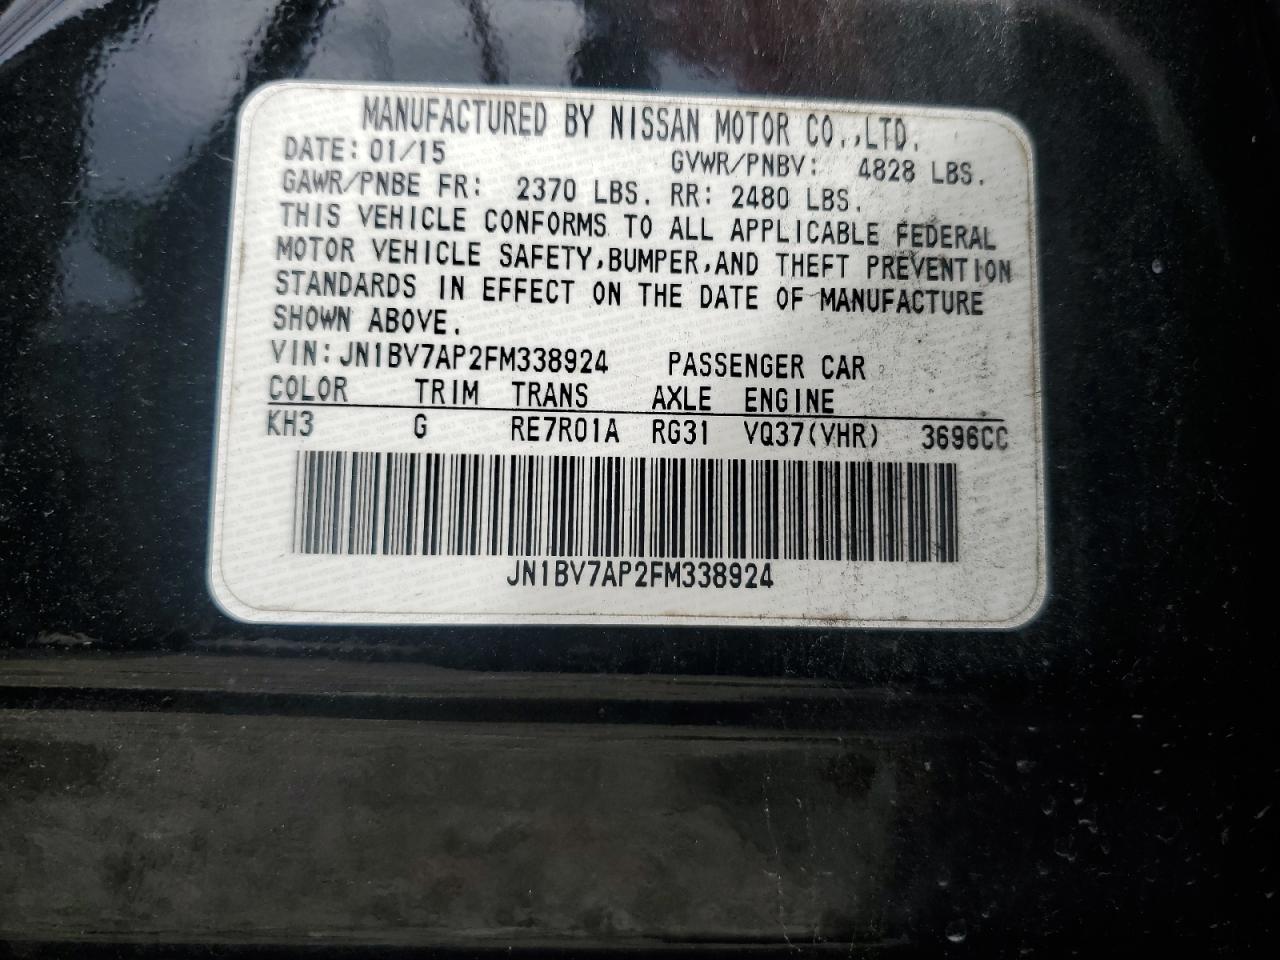 MANUFACTURED BY NISSAN MOTOR CO.,LTD.
DATE: 01/15 GVWR/PNBV: 4828 LBS.
GAWR/PNBE FR: 2370 LBS. RR: 2480 LBS.
THIS VEHICLE CONFORMS TO ALL APPLICABLE FEDERAL
MOTOR VEHICLE SAFETY,BUMPER,AND THEFT PREVENTION
STANDARDS IN EFFECT ON THE DATE OF MANUFACTURE
SHOWN ABOVE.
VIN:JN1BV7AP2FM338924 PASSENGER CAR
COLOR TRIM TRANS AXLE ENGINE
KH3 G RE7R01A RG31 VQ37(VHR) 3696CC
JN1BV7AP2FM338924